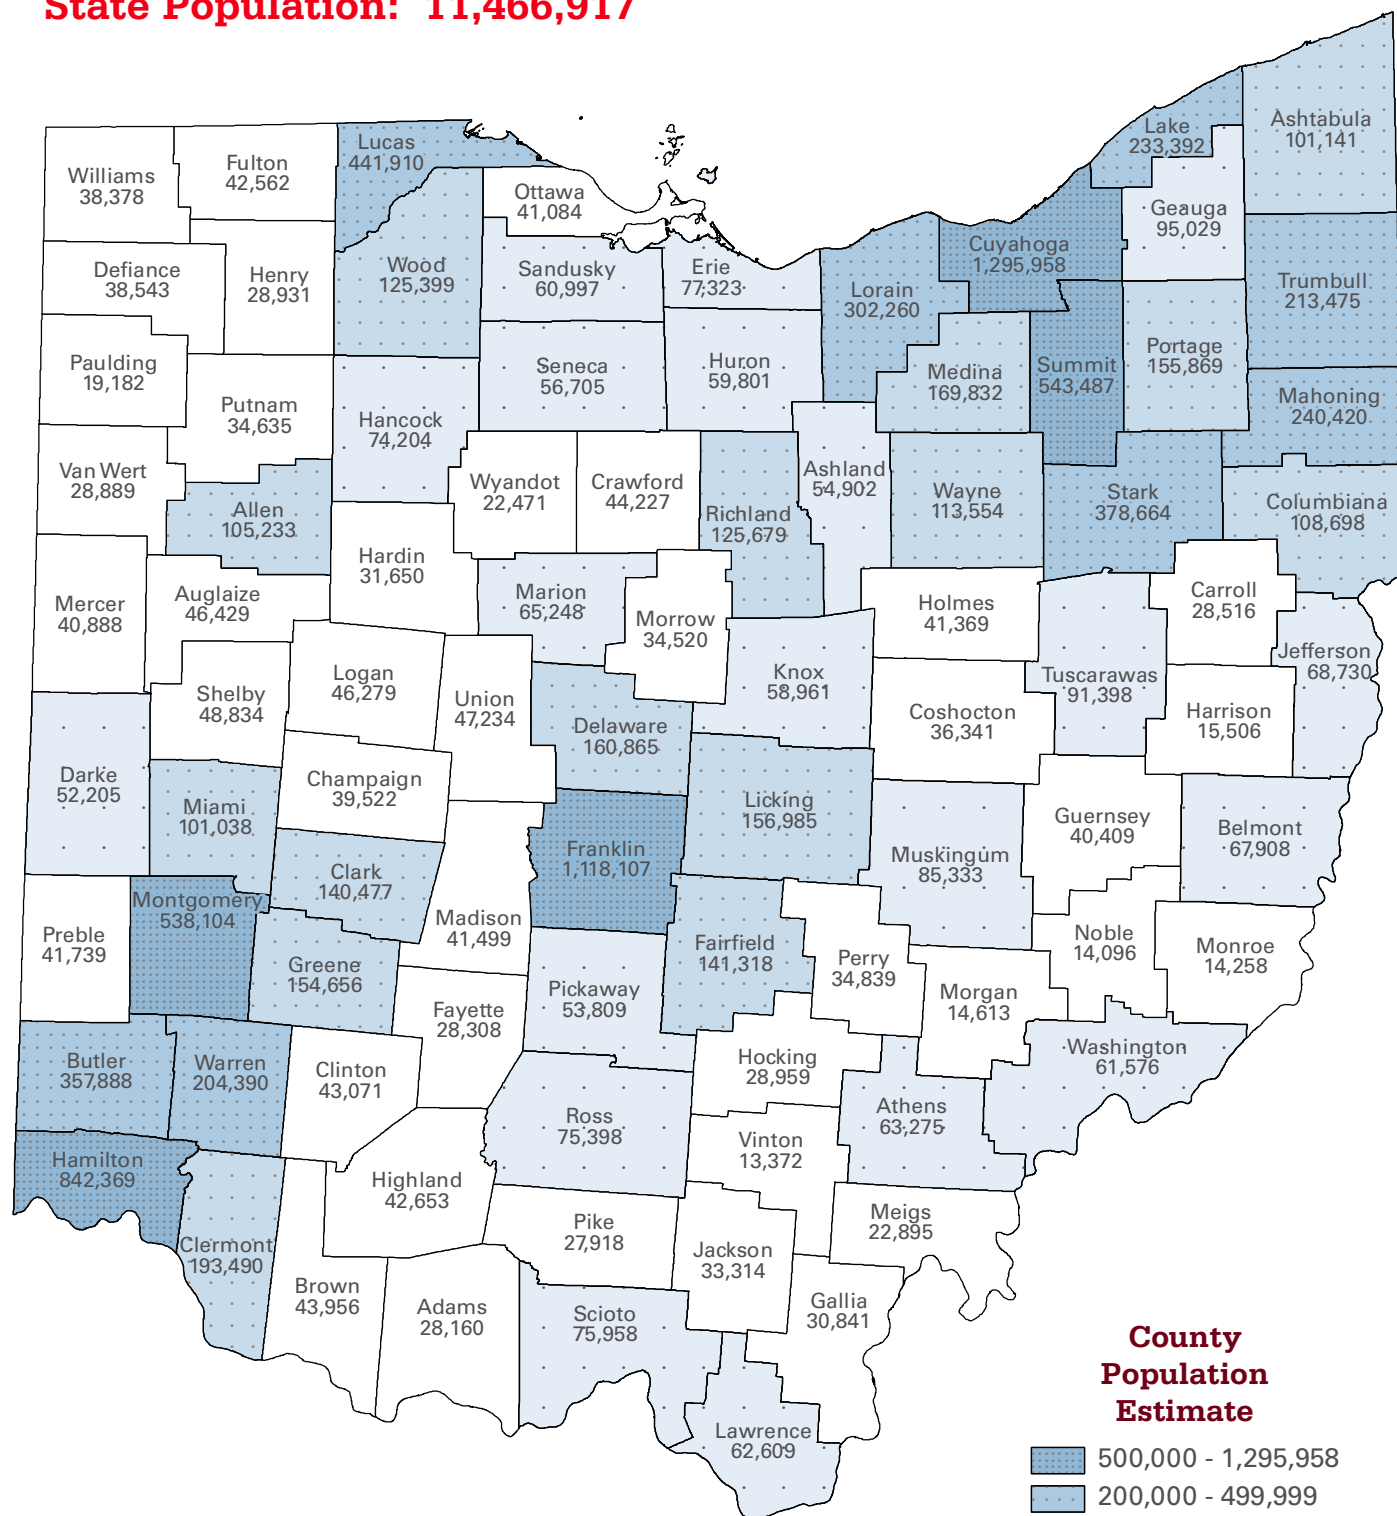 State Population: 11,466,917
Williams
38,378
Fulton
42,562
Lucas
441,910
Ottawa
41,084
Lake
233,392
Ashtabula
101,141
Geauga
95,029
Defiance
38,543
Henry
28,931
Wood
125,399
Sandusky
60,997
Erie
77,323
Lorain
302,260
Cuyahoga
1,295,958
Trumbull
213,475
Paulding
19,182
Putnam
34,635
Hancock
74,204
Seneca
56,705
Huron
59,801
Medina
169,832
Summit
543,487
Portage
155,869
Mahoning
240,420
Van Wert
28,889
Allen
105,233
Wyandot
22,471
Crawford
44,227
Richland
125,679
Ashland
54,902
Wayne
113,554
Stark
378,664
Columbiana
108,698
Mercer
40,888
Auglaize
46,429
Hardin
31,650
Marion
65,248
Morrow
34,520
Holmes
41,369
Carroll
28,516
Jefferson
68,730
Shelby
48,834
Logan
46,279
Union
47,234
Delaware
160,865
Knox
58,961
Coshocton
36,341
Tuscarawas
91,398
Harrison
15,506
Darke
52,205
Miami
101,038
Champaign
39,522
Clark
140,477
Franklin
1,118,107
Licking
156,985
Muskingum
85,333
Guernsey
40,409
Belmont
67,908
Preble
41,739
Montgomery
538,104
Greene
154,656
Madison
41,499
Fairfield
141,318
Perry
34,839
Morgan
14,613
Noble
14,096
Monroe
14,258
Fayette
28,308
Pickaway
53,809
Butler
357,888
Warren
204,390
Clinton
43,071
Hocking
28,959
Washington
61,576
Ross
75,398
Athens
63,275
Vinton
13,372
Hamilton
842,369
Highland
42,653
Clermont
193,490
Pike
27,918
Jackson
33,314
Meigs
22,895
Brown
43,956
Adams
28,160
Scioto
75,958
Gallia
30,841
Lawrence
62,609
County
Population
Estimate
500,000 - 1,295,958
200,000 - 499,999